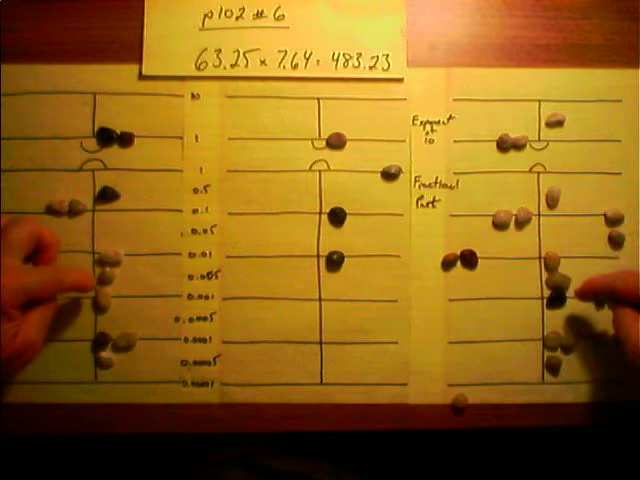 p102 #6
63.25 × 7.64 = 483.23
10
1
1
0.5
0.1
0.05
0.01
0.005
0.001
0.0005
0.0001
0.00005
0.00001
Exponent
of
10
Fractional
Part